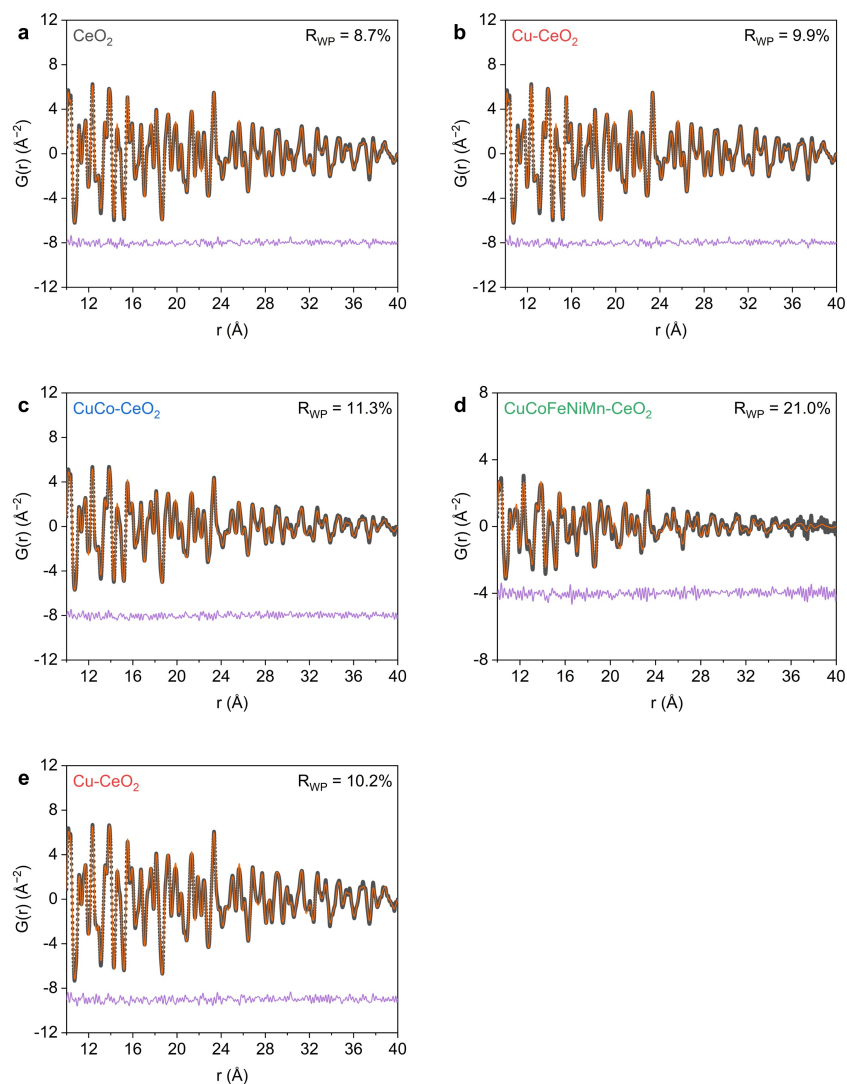 a CeO₂ R_WP = 8.7%
12
8
4
0
-4
-8
-12
G(r) (Å⁻²)
12 16 20 24 28 32 36 40
r (Å)
b Cu-CeO₂ R_WP = 9.9%
12
8
4
0
-4
-8
-12
G(r) (Å⁻²)
12 16 20 24 28 32 36 40
r (Å)
c CuCo-CeO₂ R_WP = 11.3%
12
8
4
0
-4
-8
-12
G(r) (Å⁻²)
12 16 20 24 28 32 36 40
r (Å)
d CuCoFeNiMn-CeO₂ R_WP = 21.0%
8
4
0
-4
-8
G(r) (Å⁻²)
12 16 20 24 28 32 36 40
r (Å)
e Cu-CeO₂ R_WP = 10.2%
12
8
4
0
-4
-8
-12
G(r) (Å⁻²)
12 16 20 24 28 32 36 40
r (Å)